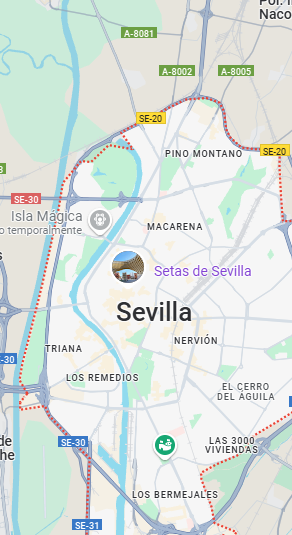 Pol. I
Naco
A-8081
A-8002
A-8005
SE-20
SE-20
PINO MONTANO
SE-30
Isla Mágica
o temporalmente
MACARENA
Setas de Sevilla
Sevilla
NERVIÓN
TRIANA
-30
LOS REMEDIOS
EL CERRO
DEL ÁGUILA
de
he
SE-30
LAS 3000
VIVIENDAS
LOS BERMEJALES
SE-31